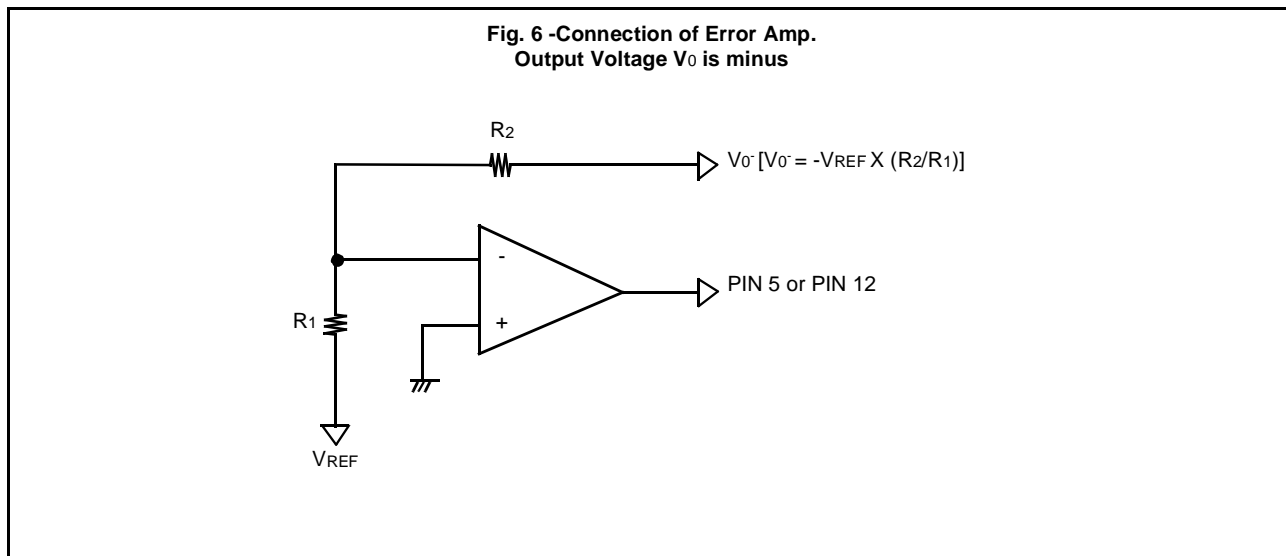 Fig. 6 -Connection of Error Amp.
Output Voltage V0 is minus
R2
V0- [V0- = -VREF X (R2/R1)]
-
PIN 5 or PIN 12
R1
+
VREF